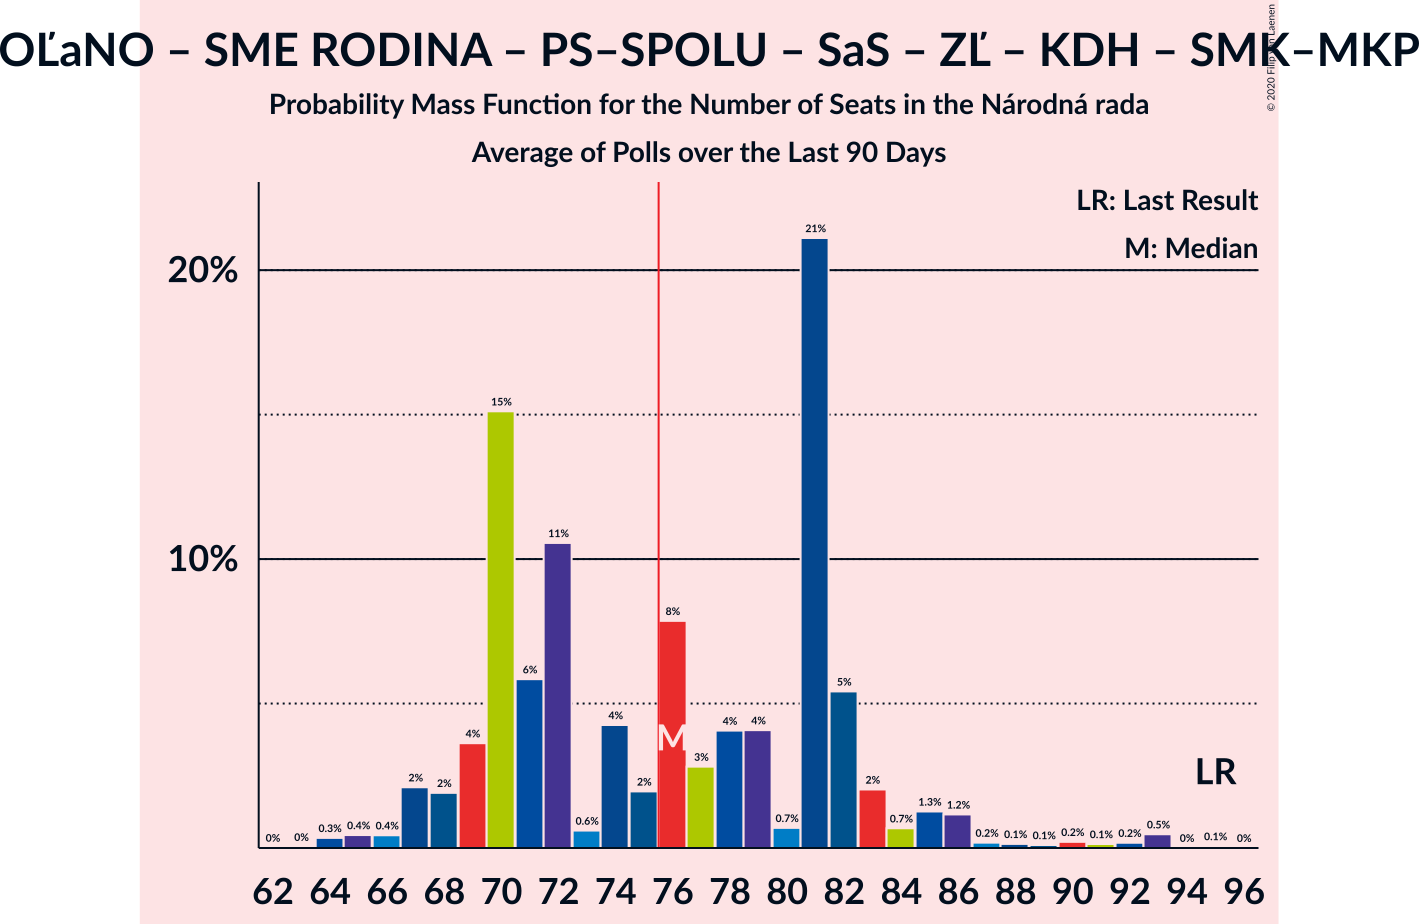 OĽaNO – SME RODINA – PS–SPOLU – SaS – ZĽ – KDH – SMK–MKP
Probability Mass Function for the Number of Seats in the Národná rada
Average of Polls over the Last 90 Days
© 2020 Filip van Laenen
LR: Last Result
M: Median
20%
10%
0% 0% 0.3% 0.4% 0.4% 2% 2% 4% 15% 6% 11% 0.6% 4% 2% 8% 3% 4% 4% 0.7% 21% 5% 2% 0.7% 1.3% 1.2% 0.2% 0.1% 0.1% 0.2% 0.1% 0.2% 0.5% 0% 0.1% 0%
M
LR
62 64 66 68 70 72 74 76 78 80 82 84 86 88 90 92 94 96